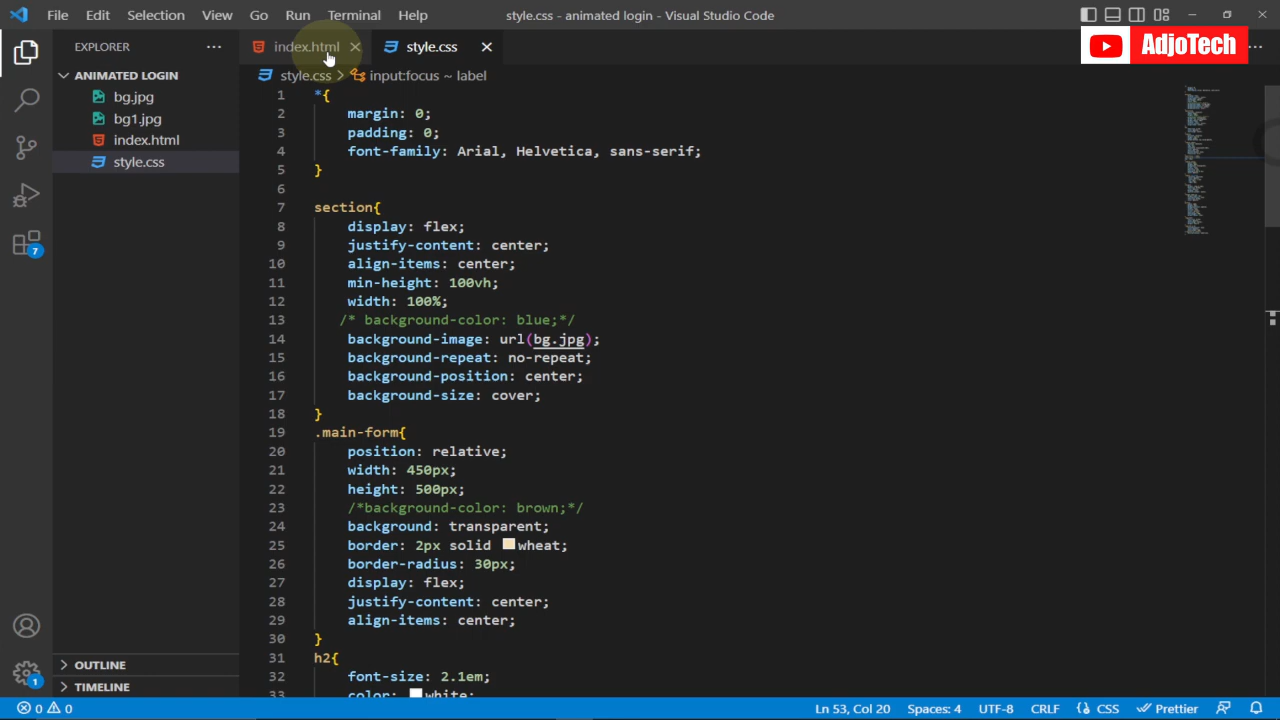 File Edit Selection View Go Run Terminal Help style.css - animated login - Visual Studio Code
AdjoTech
EXPLORER
index.html
style.css
ANIMATED LOGIN
bg.jpg
bg1.jpg
index.html
style.css
OUTLINE
TIMELINE
7
1
style.css > input:focus ~ label
1 *{
2 margin: 0;
3 padding: 0;
4 font-family: Arial, Helvetica, sans-serif;
5 }
6
7 section{
8 display: flex;
9 justify-content: center;
10 align-items: center;
11 min-height: 100vh;
12 width: 100%;
13 /* background-color: blue;*/
14 background-image: url(bg.jpg);
15 background-repeat: no-repeat;
16 background-position: center;
17 background-size: cover;
18 }
19 .main-form{
20 position: relative;
21 width: 450px;
22 height: 500px;
23 /*background-color: brown;*/
24 background: transparent;
25 border: 2px solid wheat;
26 border-radius: 30px;
27 display: flex;
28 justify-content: center;
29 align-items: center;
30 }
31 h2{
32 font-size: 2.1em;
33 color: white;
0 0 Ln 53, Col 20 Spaces: 4 UTF-8 CRLF {} CSS Prettier